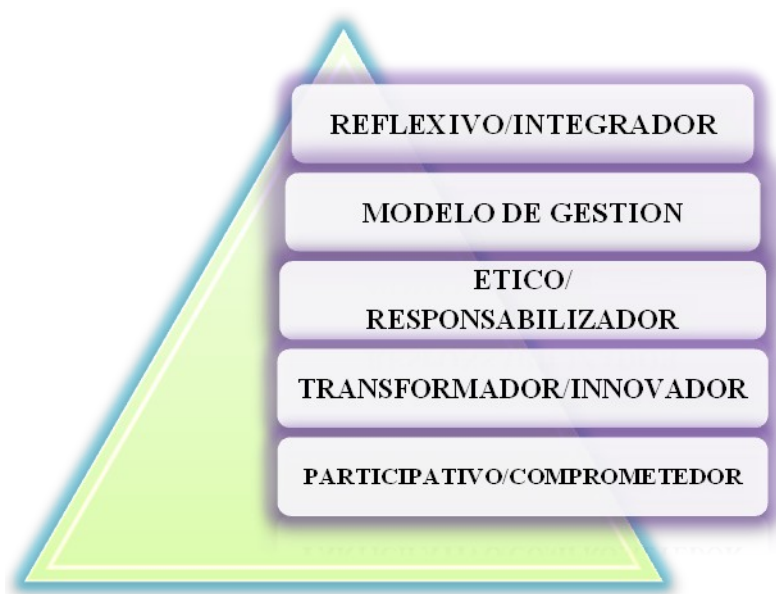 REFLEXIVO/INTEGRADOR
MODELO DE GESTION
ETICO/
RESPONSABILIZADOR
TRANSFORMADOR/INNOVADOR
PARTICIPATIVO/COMPROMETEDOR